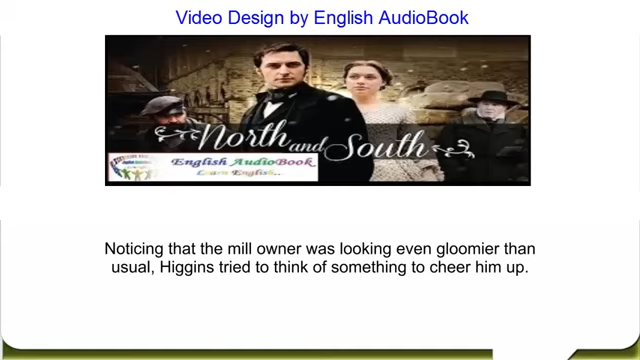 Video Design by English AudioBook
North and South
English AudioBook
Learn English...
Noticing that the mill owner was looking even gloomier than
usual, Higgins tried to think of something to cheer him up.